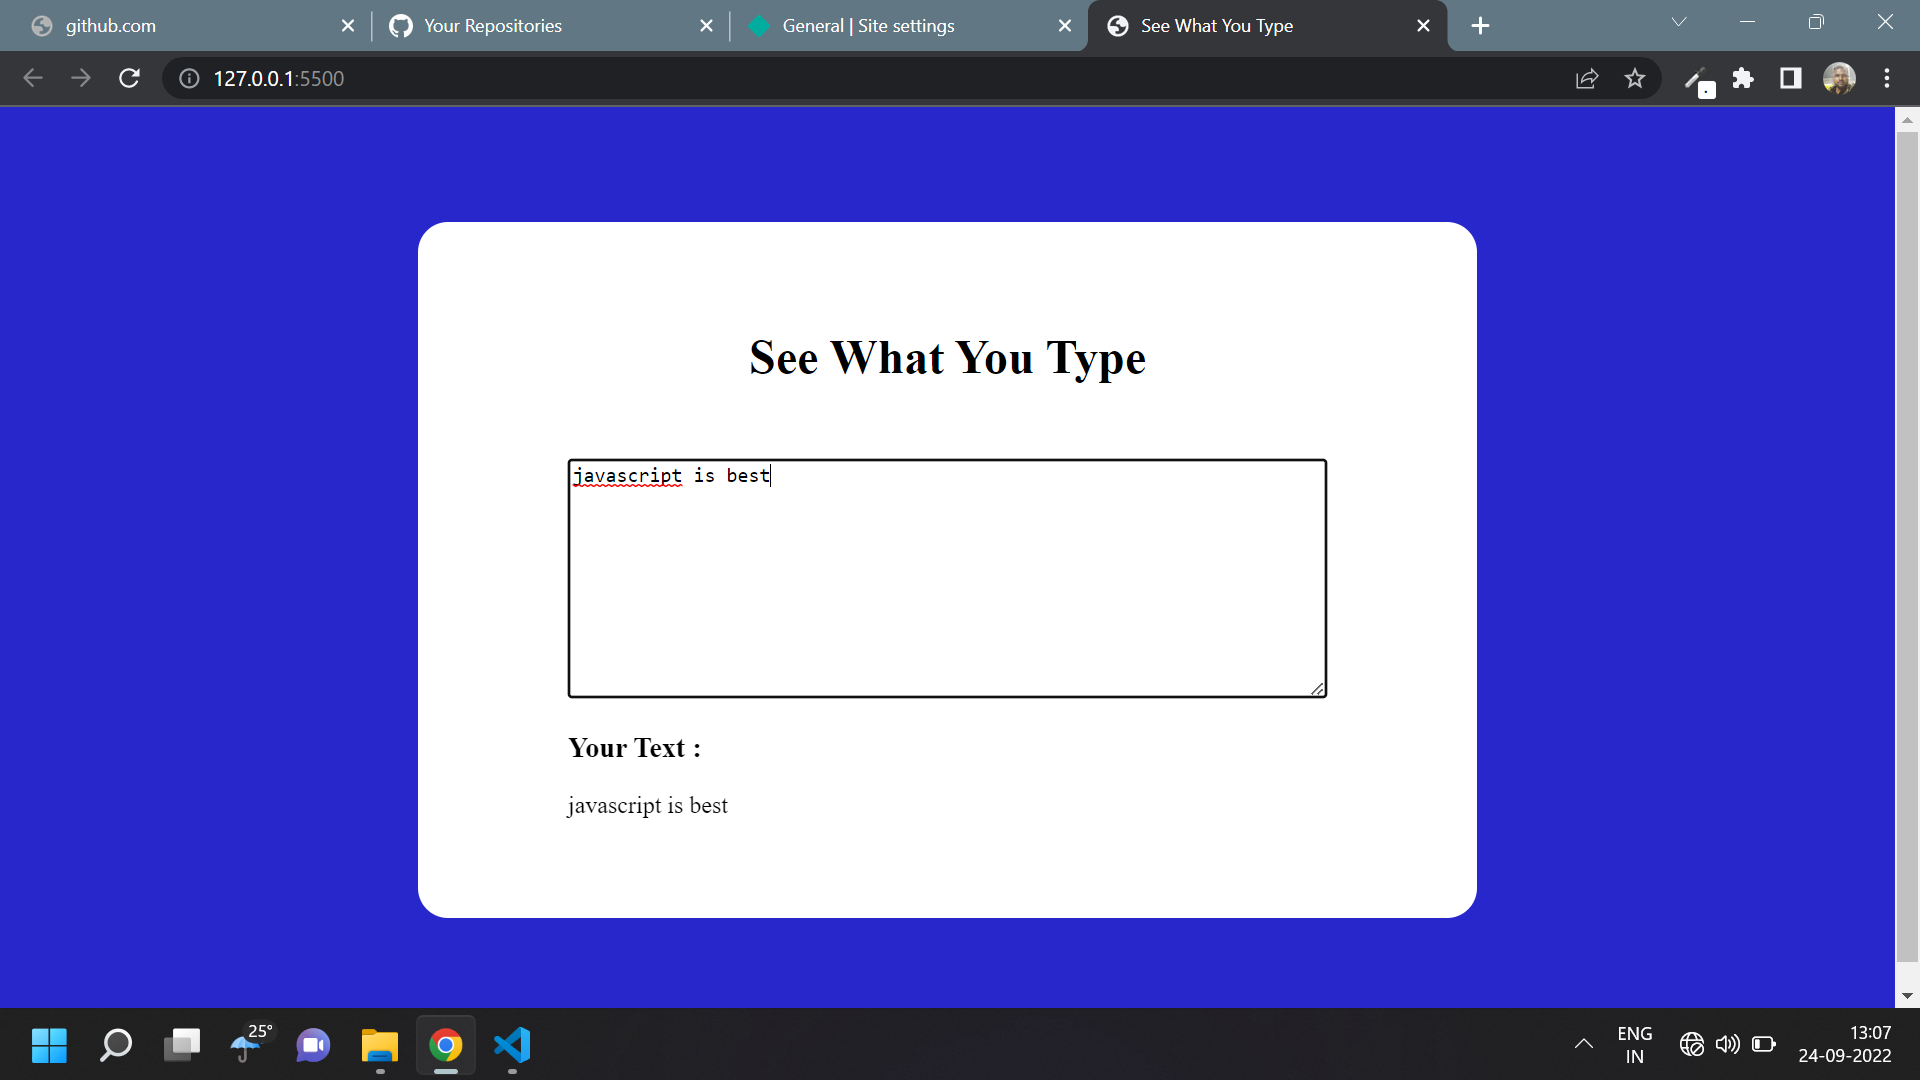 github.com
Your Repositories
General | Site settings
See What You Type
127.0.0.1:5500
See What You Type
javascript is best
Your Text :
javascript is best
25°
ENG
IN
13:07
24-09-2022